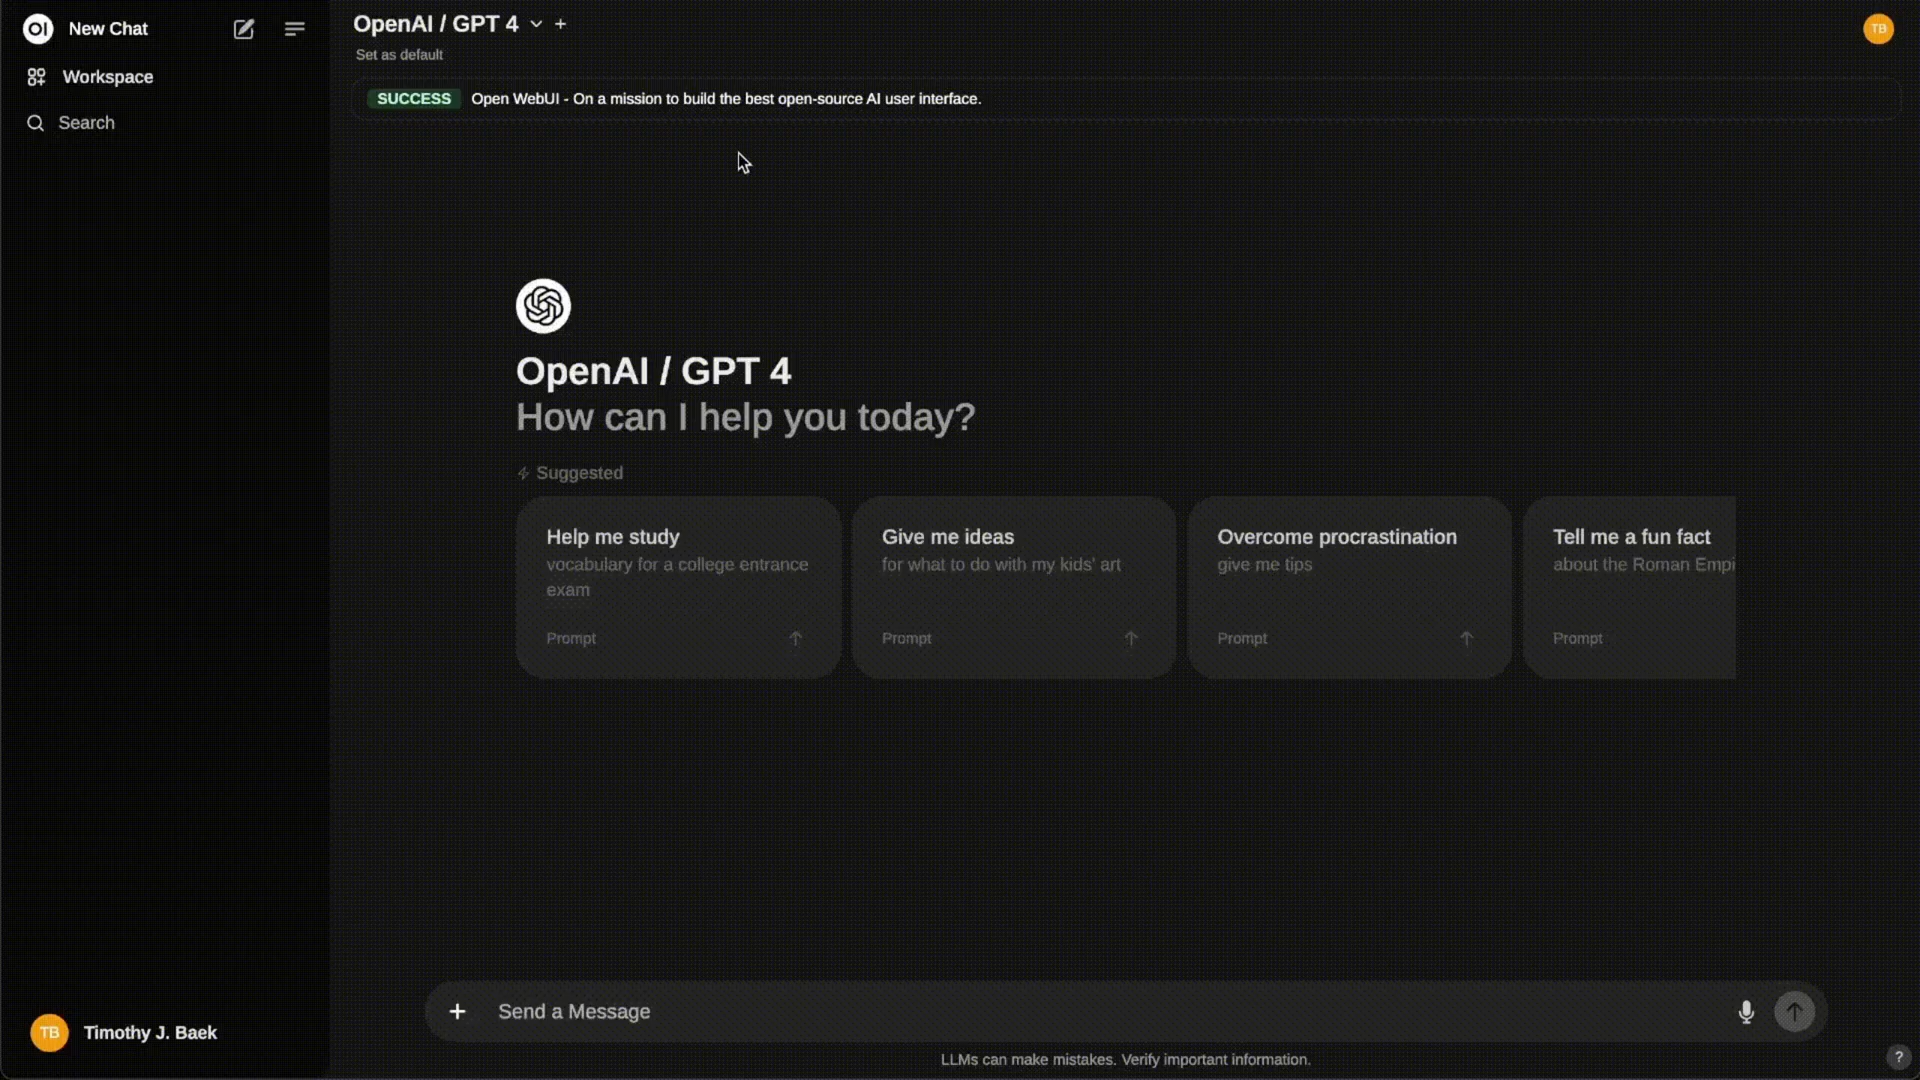 OI New Chat
Workspace
Search
OpenAI / GPT 4
Set as default
TB
SUCCESS Open WebUI - On a mission to build the best open-source AI user interface.
OpenAI / GPT 4
How can I help you today?
Suggested
Help me study
vocabulary for a college entrance
exam
Prompt
Give me ideas
for what to do with my kids' art
Prompt
Overcome procrastination
give me tips
Prompt
Tell me a fun fact
about the Roman Empi
Prompt
Send a Message
TB Timothy J. Baek
LLMs can make mistakes. Verify important information.
?